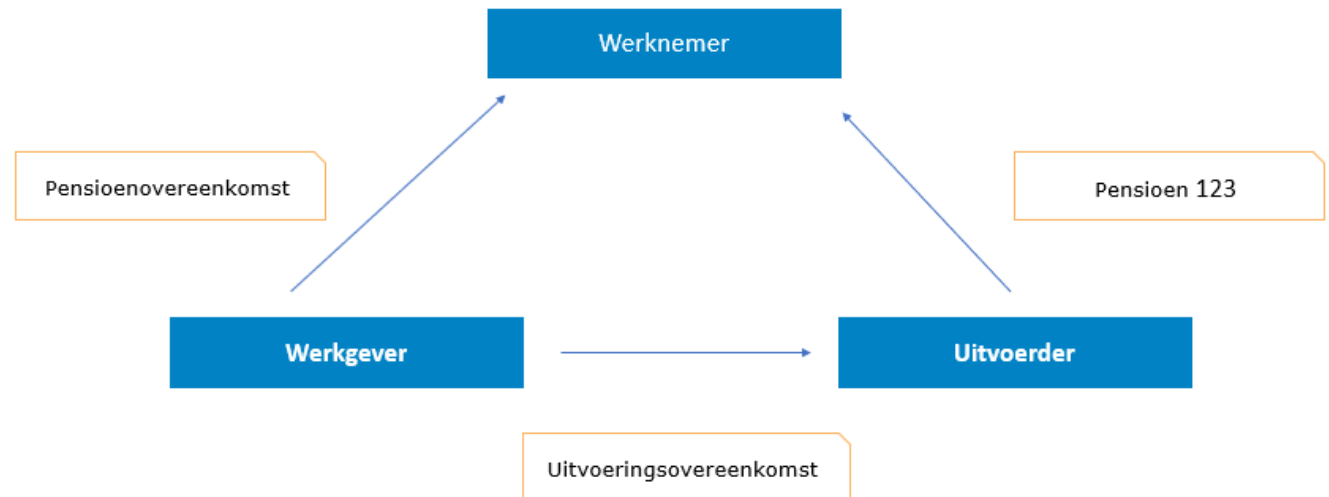 Werknemer
Pensioenovereenkomst
Pensioen 123
Werkgever
Uitvoerder
Uitvoeringsovereenkomst